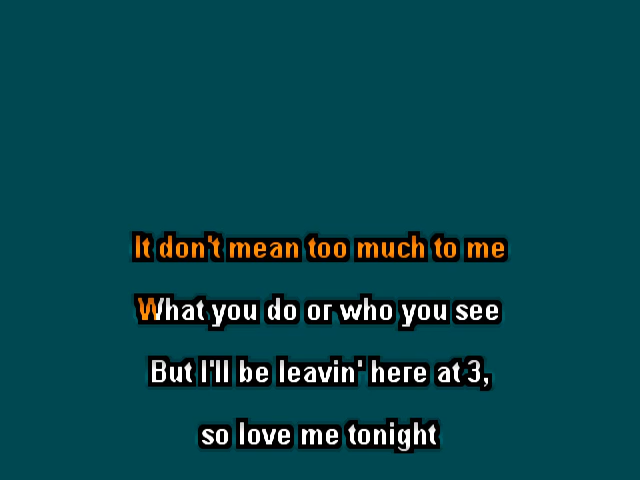 It don't mean too much to me
What you do or who you see
But I'll be leavin' here at 3,
so love me tonight